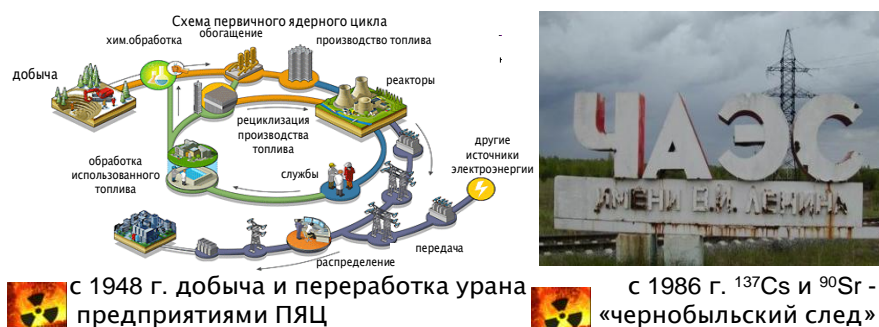 Схема первичного ядерного цикла
хим.обработка
обогащение
производство топлива
добыча
реакторы
рециклизация
производства
топлива
другие
источники
электроэнергии
обработка
использованного
топлива
службы
передача
распределение
ЧАЭС
ИМЕНИ В.И. ЛЕНИНА
с 1948 г. добыча и переработка урана
предприятиями ПЯЦ
с 1986 г. ¹³⁷Cs и ⁹⁰Sr -
«чернобыльский след»